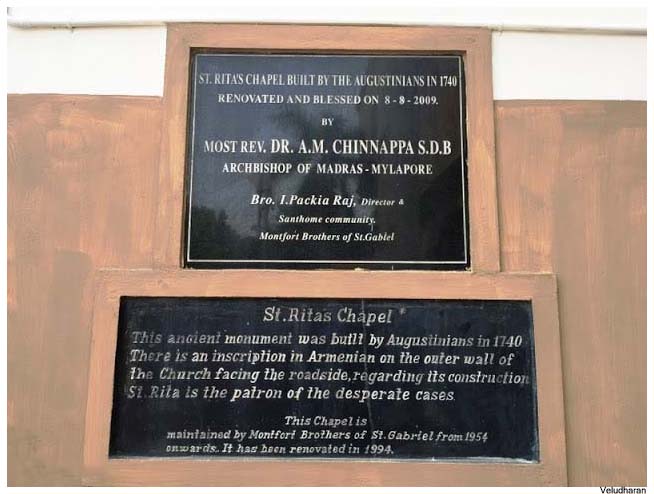 ST. RITA'S CHAPEL BUILT BY THE AUGUSTINIANS IN 1740
RENOVATED AND BLESSED ON 8-8-2009.
BY
MOST REV. DR. A.M. CHINNAPPA S.D.B
ARCHBISHOP OF MADRAS - MYLAPORE
Bro. I.Packia Raj, Director &
Santhome community.
Montfort Brothers of St.Gabiel
St.Rita's Chapel
This ancient monument was built by Augustinians in 1740
There is an inscription in Armenian on the outer wall of
the Church facing the roadside, regarding its construction
St.Rita is the patron of the desperate cases.
This Chapel is
maintained by Montfort Brothers of St.Gabriel from 1954
onwards. It has been renovated in 1994.
Veludharan